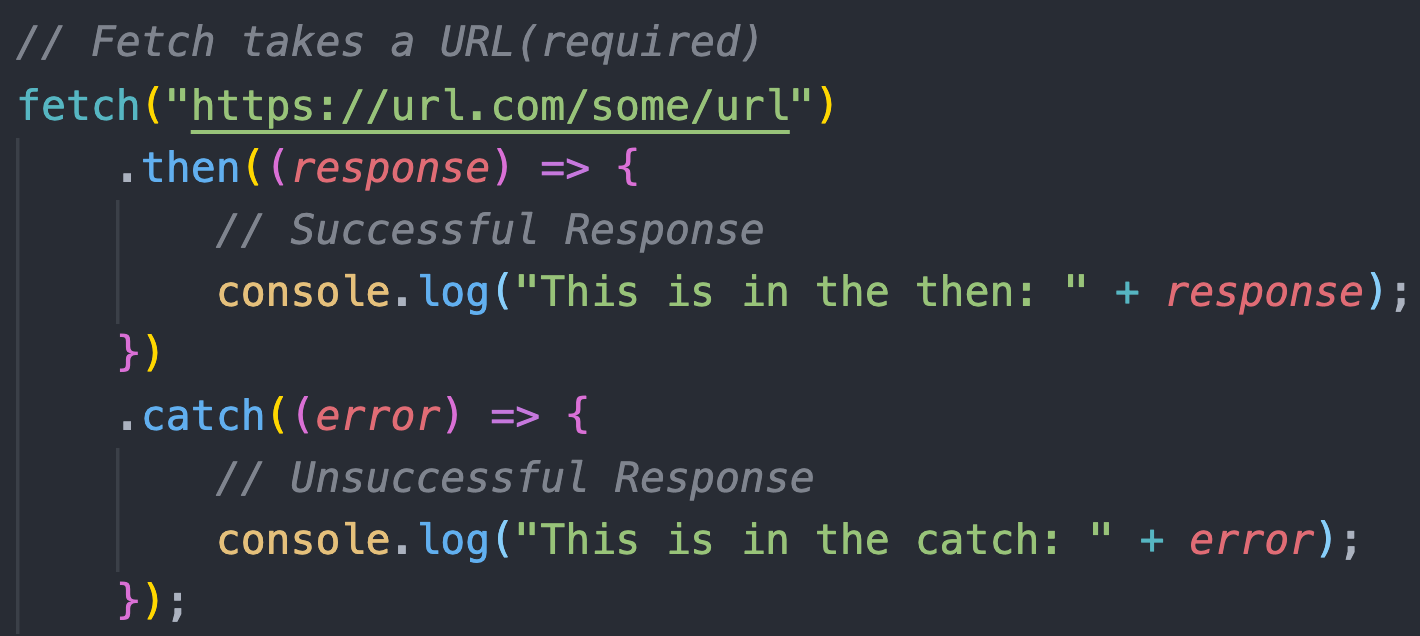 // Fetch takes a URL(required)
fetch("https://url.com/some/url")
    .then((response) => {
        // Successful Response
        console.log("This is in the then: " + response);
    })
    .catch((error) => {
        // Unsuccessful Response
        console.log("This is in the catch: " + error);
    });